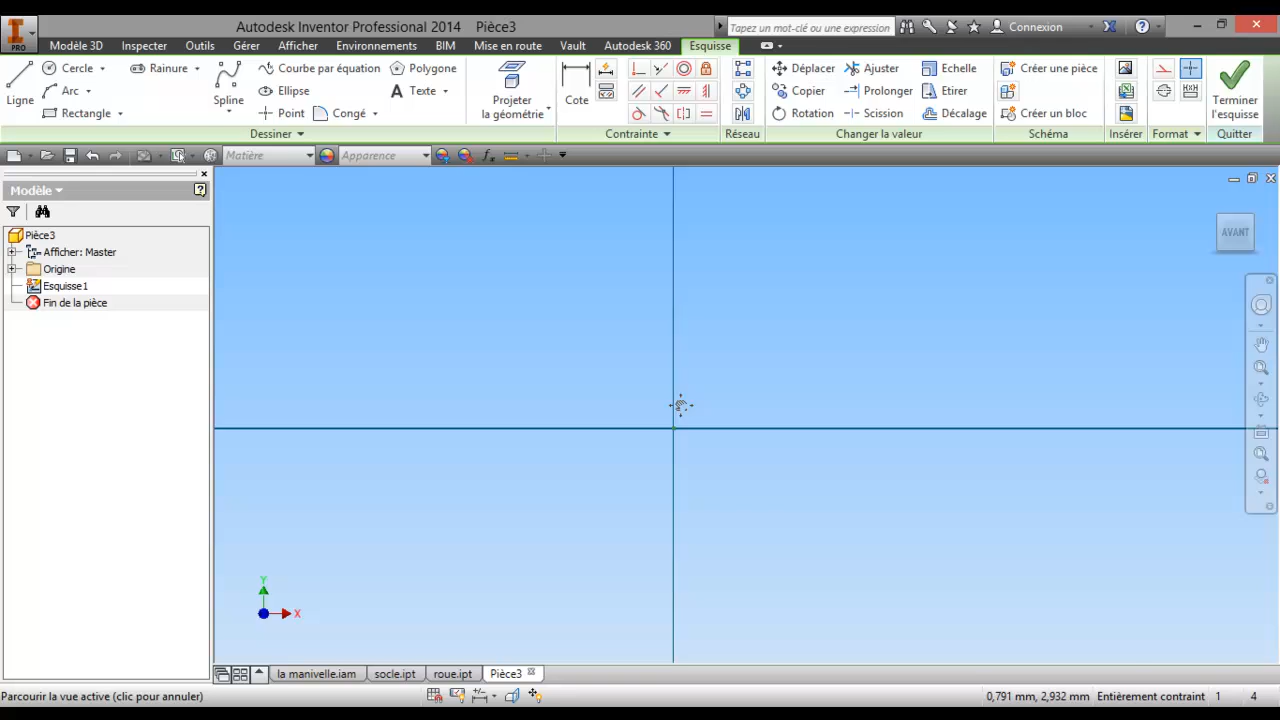 Autodesk Inventor Professional 2014 Pièce3
Tapez un mot-clé ou une expression
Connexion
PRO
Modèle 3D Inspecter Outils Gérer Afficher Environnements BIM Mise en route Vault Autodesk 360 Esquisse
Ligne
Cercle
Arc
Rectangle
Rainure
Spline
Courbe par équation
Ellipse
Point
Polygone
Texte
Congé
Projeter
la géométrie
Cote
Déplacer
Copier
Rotation
Ajuster
Prolonger
Scission
Echelle
Etirer
Décalage
Créer une pièce
Créer un bloc
Terminer
l'esquisse
Dessiner Contrainte Réseau Changer la valeur Schéma Insérer Format Quitter
Matière Apparence
Modèle
Pièce3
Afficher: Master
Origine
Esquisse1
Fin de la pièce
AVANT
Y
X
la manivelle.iam socle.ipt roue.ipt Pièce3
Parcourir la vue active (clic pour annuler) 0,791 mm, 2,932 mm Entièrement contraint 1 4